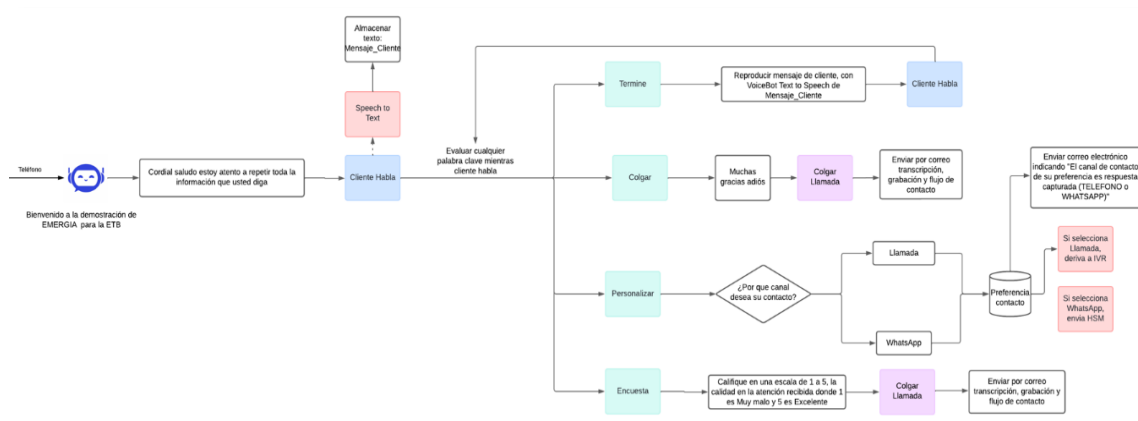 Teléfono
Bienvenido a la demostración de
EMERGIA para la ETB
Cordial saludo estoy atento a repetir toda la
información que usted diga
Almacenar
texto:
Mensaje_Cliente
Speech to
Text
Cliente Habla
Evaluar cualquier
palabra clave mientras
cliente habla
Termine
Reproducir mensaje de cliente, con
VoiceBot Text to Speech de
Mensaje_Cliente
Cliente Habla
Colgar
Muchas
gracias adiós
Colgar
Llamada
Enviar por correo
transcripción,
grabación y flujo
de contacto
Personalizar
¿Por que canal
desea su contacto?
Llamada
WhatsApp
Preferencia
contacto
Enviar correo electrónico
indicando "El canal de contacto
de su preferencia es respuesta
capturada (TELEFONO o
WHATSAPP)"
Si selecciona
Llamada,
deriva a IVR
Si selecciona
WhatsApp,
envia HSM
Encuesta
Califique en una escala de 1 a 5, la
calidad en la atención recibida donde 1
es Muy malo y 5 es Excelente
Colgar
Llamada
Enviar por correo
transcripción, grabación y
flujo de contacto